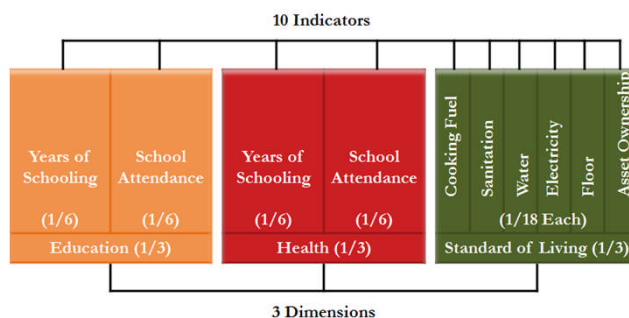 10 Indicators
Years of
Schooling
(1/6)
School
Attendance
(1/6)
Education (1/3)
Years of
Schooling
(1/6)
School
Attendance
(1/6)
Health (1/3)
Cooking Fuel
Sanitation
Water
Electricity
Floor
Asset Ownership
(1/18 Each)
Standard of Living (1/3)
3 Dimensions